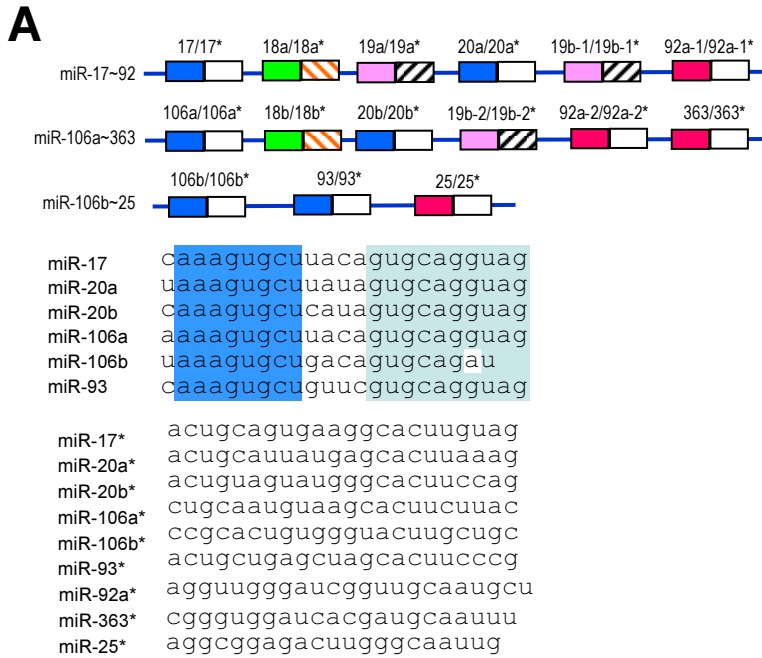 A
17/17* 18a/18a* 19a/19a* 20a/20a* 19b-1/19b-1* 92a-1/92a-1*
miR-17~92
106a/106a* 18b/18b* 20b/20b* 19b-2/19b-2* 92a-2/92a-2* 363/363*
miR-106a~363
106b/106b* 93/93* 25/25*
miR-106b~25
miR-17 caaagugcuuacagugcagguag
miR-20a uaaagugcuuauagugcagguag
miR-20b caaagugcucauagugcagguag
miR-106a aaaagugcuuacagugcagguag
miR-106b uaaagugcugacagugcagau
miR-93 caaagugcuguucgugcagguag
miR-17* acugcagugaaggcacuuguag
miR-20a* acugcauuaugagcacuuaaag
miR-20b* acuguaguaugggcacuuccag
miR-106a* cugcaauguaagcacuucuuac
miR-106b* ccgcacuguggguacuugcugc
miR-93* acugcugagcuagcacuucccg
miR-92a* agguugggaucgguugcaaugcu
miR-363* cggguggaucacgaugcaauuu
miR-25* aggcggagacuugggcaauug